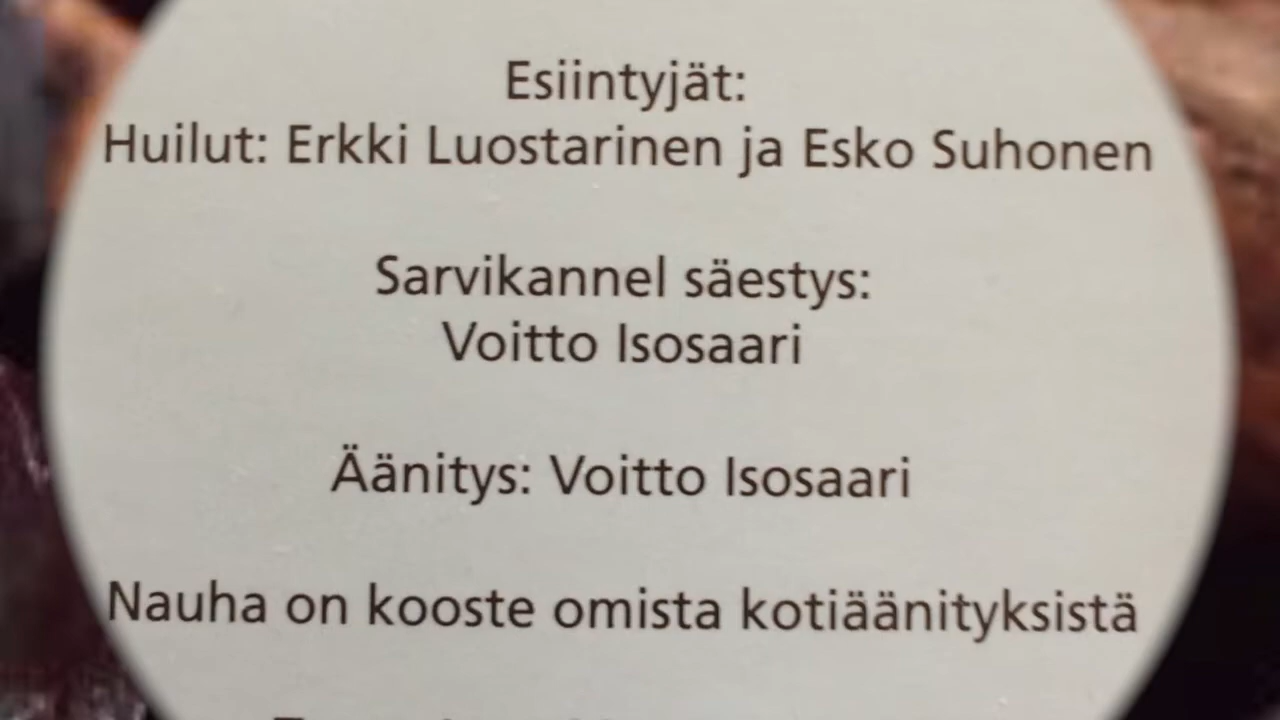 Esiintyjät:
Huilut: Erkki Luostarinen ja Esko Suhonen
Sarvikannel säestys:
Voitto Isosaari
Äänitys: Voitto Isosaari
Nauha on kooste omista kotiäänityksistä